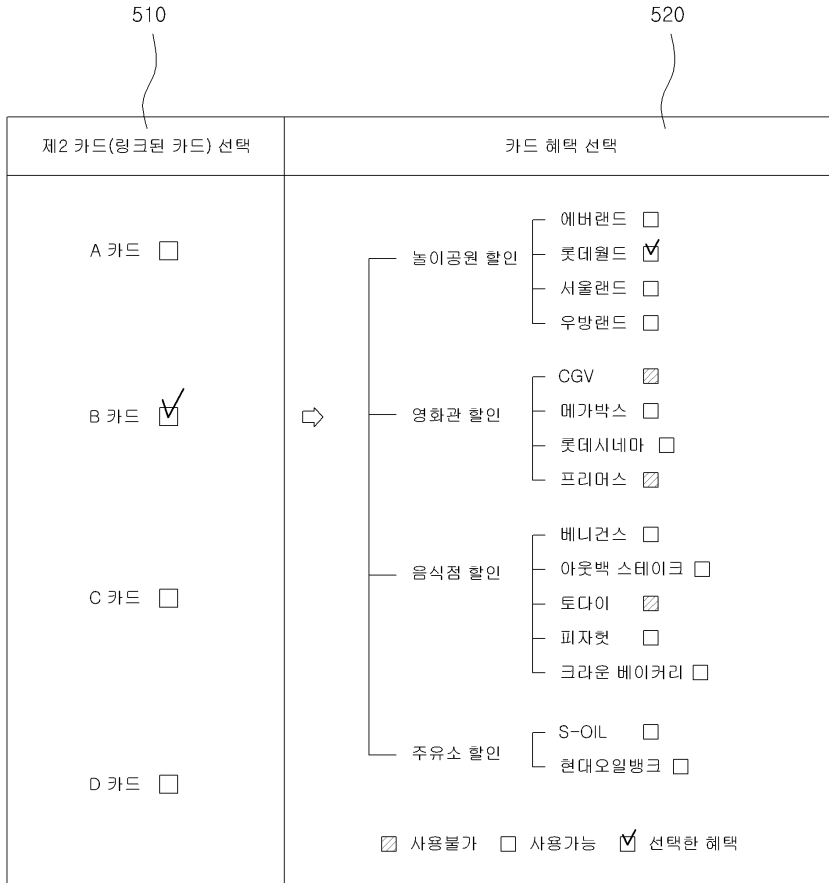 510
520
제2 카드(링크된 카드) 선택
카드 혜택 선택
A 카드
B 카드
C 카드
D 카드
놀이공원 할인
에버랜드
롯데월드
서울랜드
우방랜드
영화관 할인
CGV
메가박스
롯데시네마
프리머스
음식점 할인
베니건스
아웃백 스테이크
토다이
피자헛
크라운 베이커리
주유소 할인
S-OIL
현대오일뱅크
사용불가 사용가능 선택한 혜택